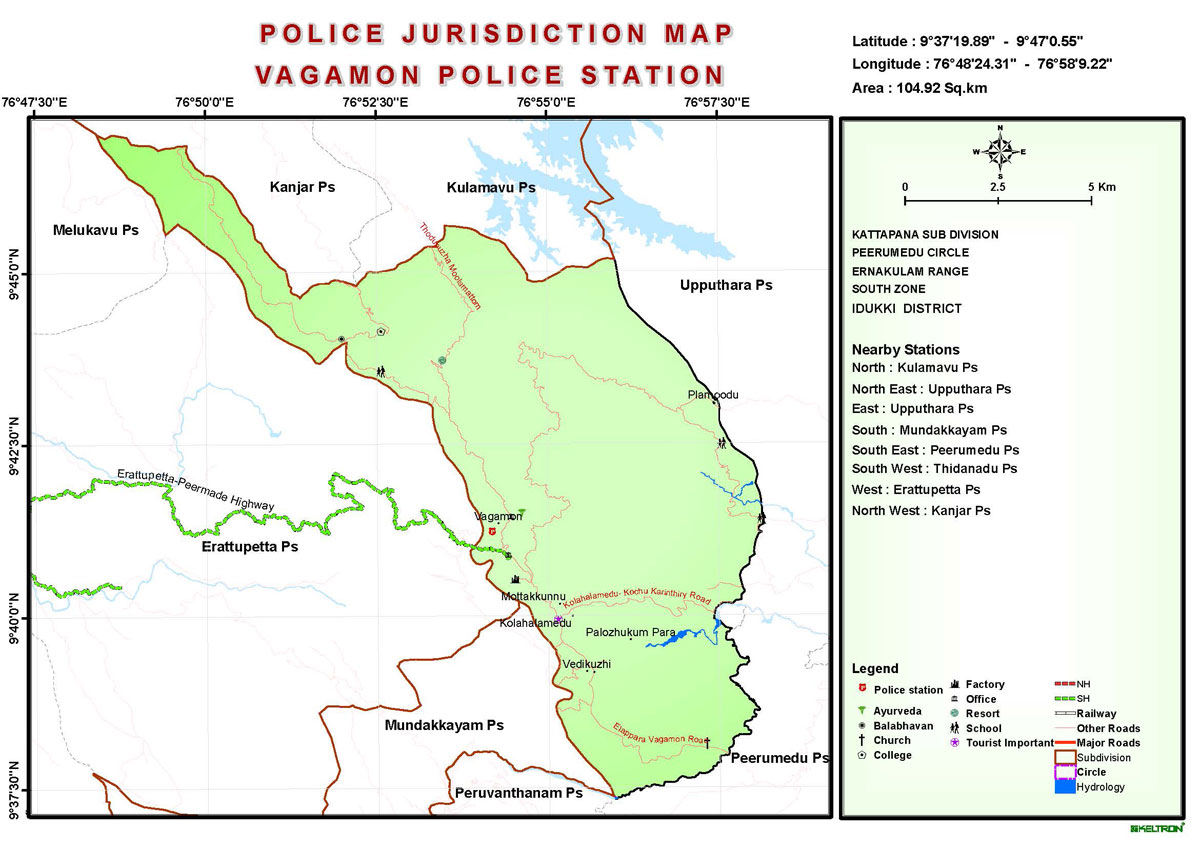 POLICE JURISDICTION MAP
VAGAMON POLICE STATION
Latitude : 9°37'19.89" - 9°47'0.55"
Longitude : 76°48'24.31" - 76°58'9.22"
Area : 104.92 Sq.km
76°47'30"E
76°50'0"E
76°52'30"E
76°55'0"E
76°57'30"E
9°45'0"N
9°42'30"N
9°40'0"N
9°37'30"N
Kanjar Ps
Kulamavu Ps
Melukavu Ps
Thodupuzha Moolamattom
Upputhara Ps
Plamoodu
Erattupetta-Peermade Highway
Vagamon
Erattupetta Ps
Mottakkunnu
Kolahalamedu- Kochu Karinthiry Road
Kolahalamedu
Palozhukum Para
Vedikuzhi
Mundakkayam Ps
Elappara Vagamon Road
Peerumedu Ps
Peruvanthanam Ps
N
W
E
S
0
2.5
5 Km
KATTAPANA SUB DIVISION
PEERUMEDU CIRCLE
ERNAKULAM RANGE
SOUTH ZONE
IDUKKI DISTRICT
Nearby Stations
North : Kulamavu Ps
North East : Upputhara Ps
East : Upputhara Ps
South : Mundakkayam Ps
South East : Peerumedu Ps
South West : Thidanadu Ps
West : Erattupetta Ps
North West : Kanjar Ps
Legend
Police station
Ayurveda
Balabhavan
Church
College
Factory
Office
Resort
School
Tourist Important
NH
SH
Railway
Other Roads
Major Roads
Subdivision
Circle
Hydrology
KELTRON